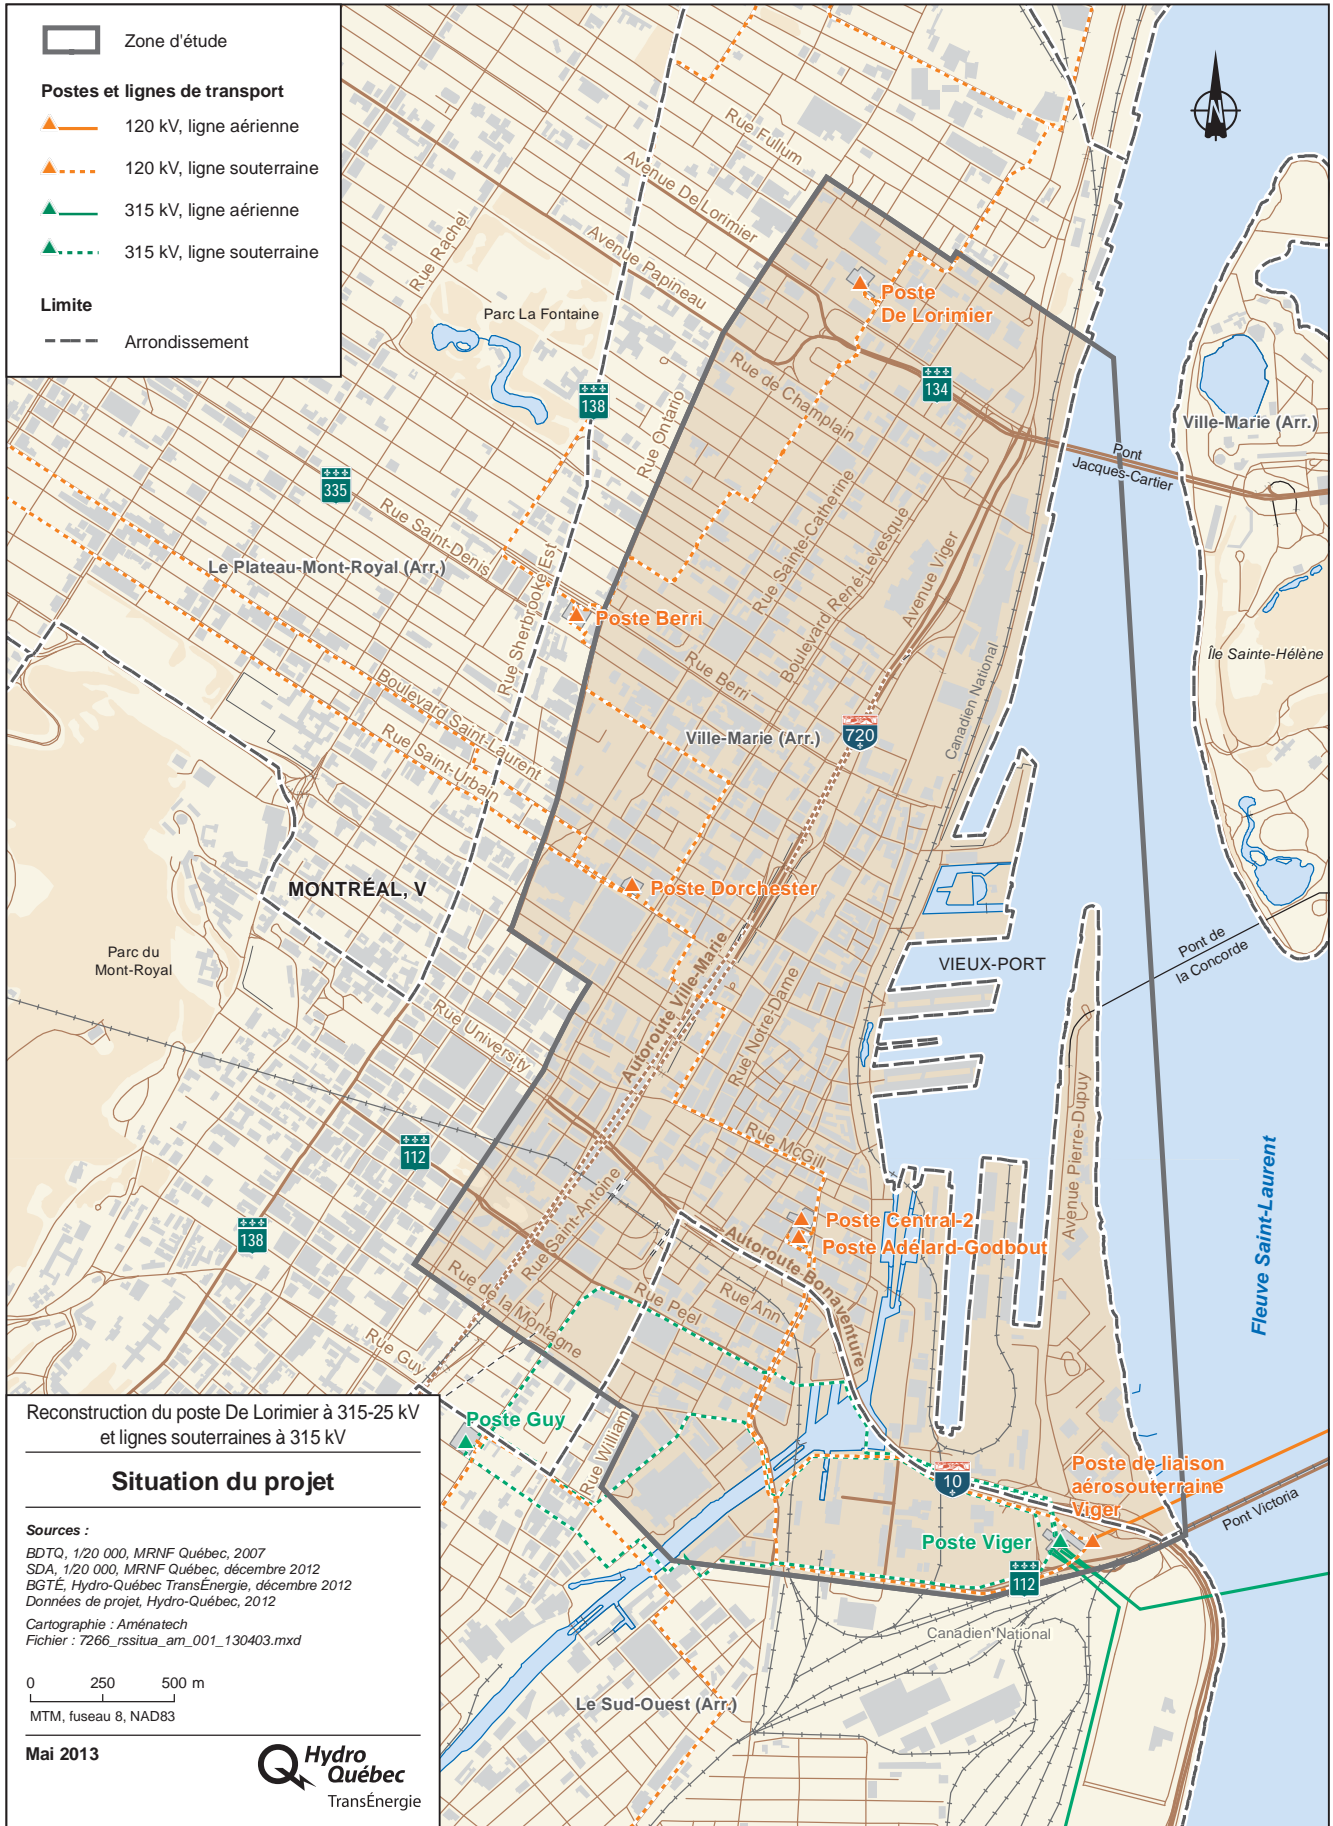 Zone d'étude
Postes et lignes de transport
120 kV, ligne aérienne
120 kV, ligne souterraine
315 kV, ligne aérienne
315 kV, ligne souterraine
Limite
Arrondissement
N
Rue Fullum
Avenue De Lorimier
Avenue Papineau
Rue Rachel
Parc La Fontaine
Poste
De Lorimier
134
138
Rue de Champlain
Rue Ontario
Ville-Marie (Arr.)
Pont
Jacques-Cartier
335
Rue Saint-Denis
Rue Sainte-Catherine
Boulevard René-Levesque
Avenue Viger
Le Plateau-Mont-Royal (Arr.)
Rue Sherbrooke Est
Poste Berri
Rue Berri
Île Sainte-Hélène
Boulevard Saint-Laurent
Rue Saint-Urbain
Canadien National
Ville-Marie (Arr.)
720
MONTRÉAL, V
Poste Dorchester
Parc du
Mont-Royal
Autoroute Ville-Marie
VIEUX-PORT
Pont de
la Concorde
Rue University
Rue Notre-Dame
Avenue Pierre-Dupuy
112
Rue McGill
Rue Saint-Antoine
Fleuve Saint-Laurent
138
Poste Central-2
Poste Adélard-Godbout
Autoroute Bonaventure
Rue de la Montagne
Rue Peel
Rue Ann
Rue Guy
Poste Guy
Rue William
10
Poste de liaison
aérosouterraine
Viger
Poste Viger
Pont Victoria
112
Canadien National
Le Sud-Ouest (Arr.)
Reconstruction du poste De Lorimier à 315-25 kV
et lignes souterraines à 315 kV
Situation du projet
Sources :
BDTQ, 1/20 000, MRNF Québec, 2007
SDA, 1/20 000, MRNF Québec, décembre 2012
BGTÉ, Hydro-Québec TransÉnergie, décembre 2012
Données de projet, Hydro-Québec, 2012
Cartographie : Aménatech
Fichier : 7266_rssitua_am_001_130403.mxd
0 250 500 m
MTM, fuseau 8, NAD83
Mai 2013
Hydro
Québec
TransÉnergie